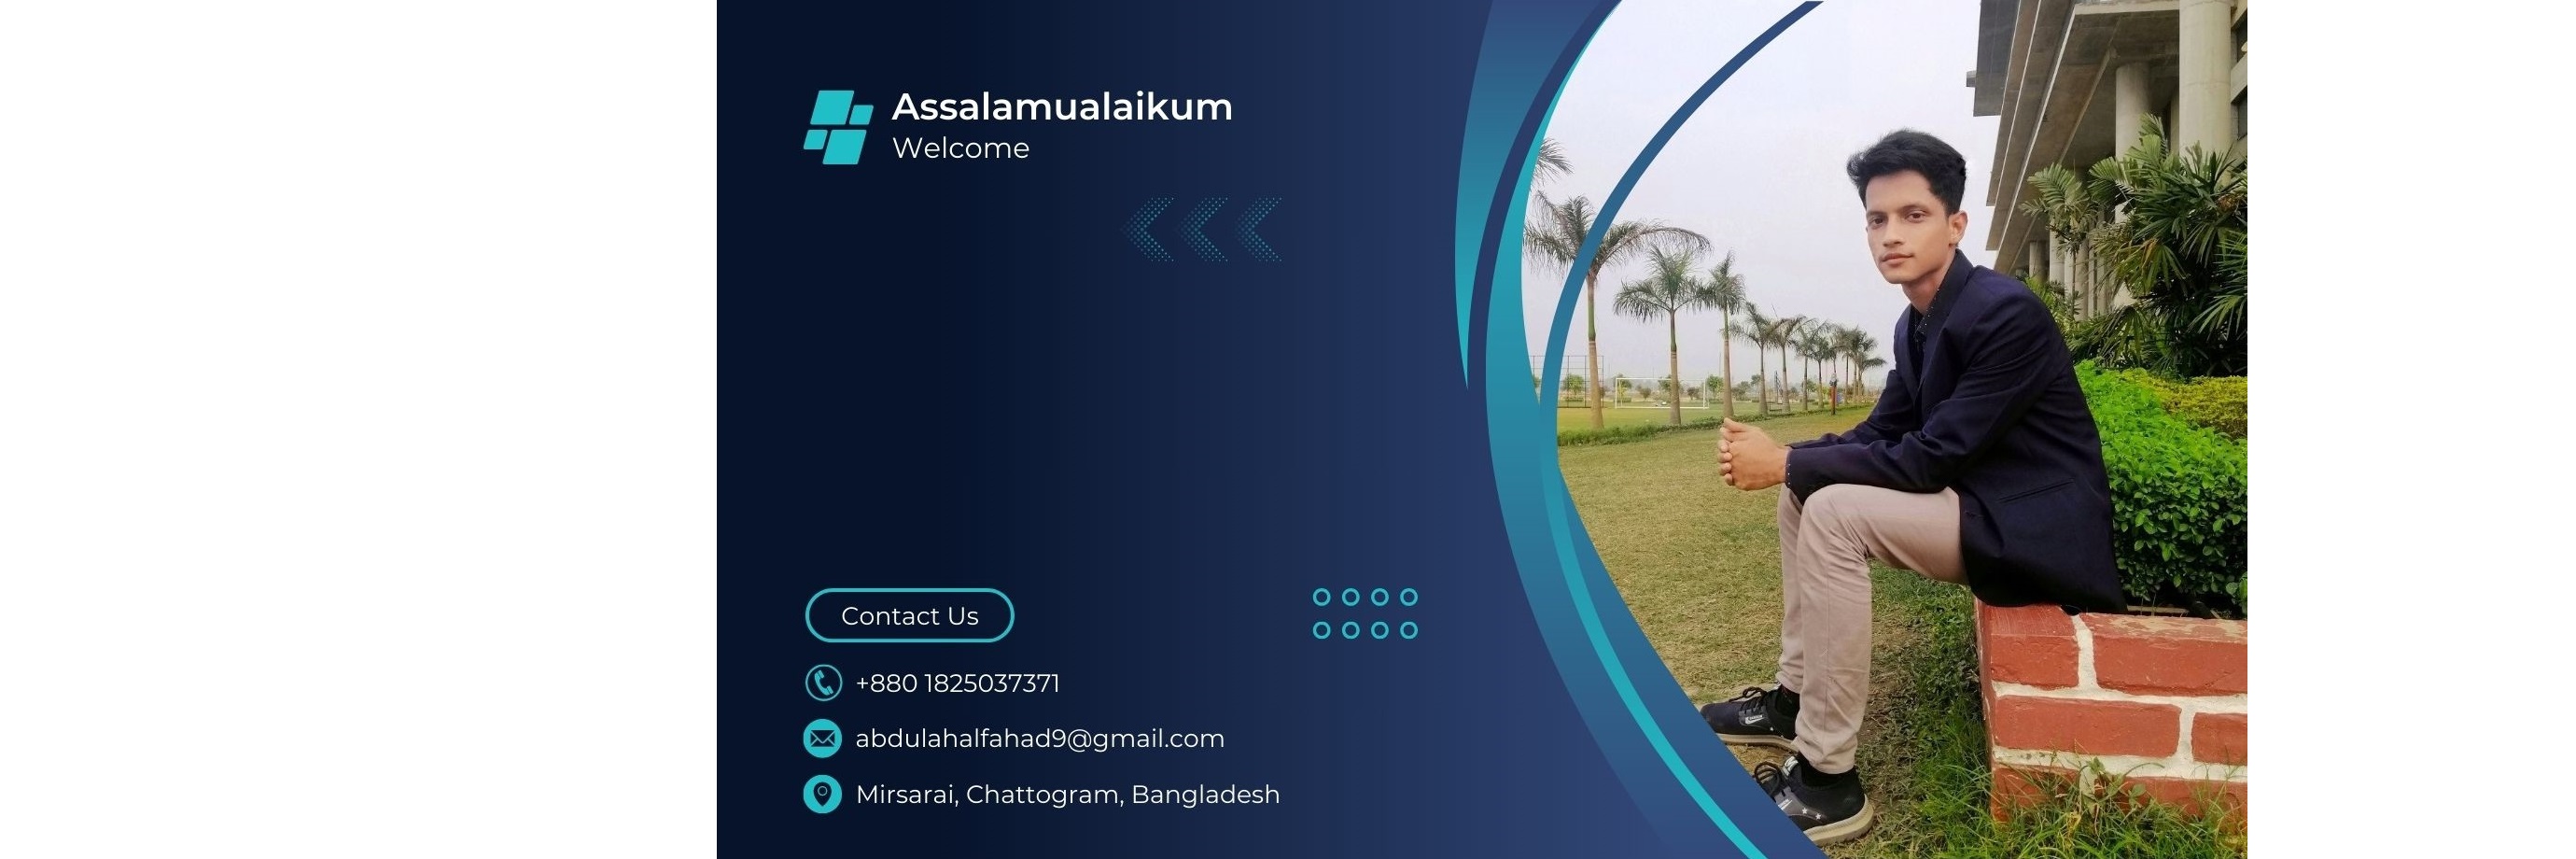 Assalamualaikum
Welcome
Contact Us
+880 1825037371
abdulahalfahad9@gmail.com
Mirsarai, Chattogram, Bangladesh